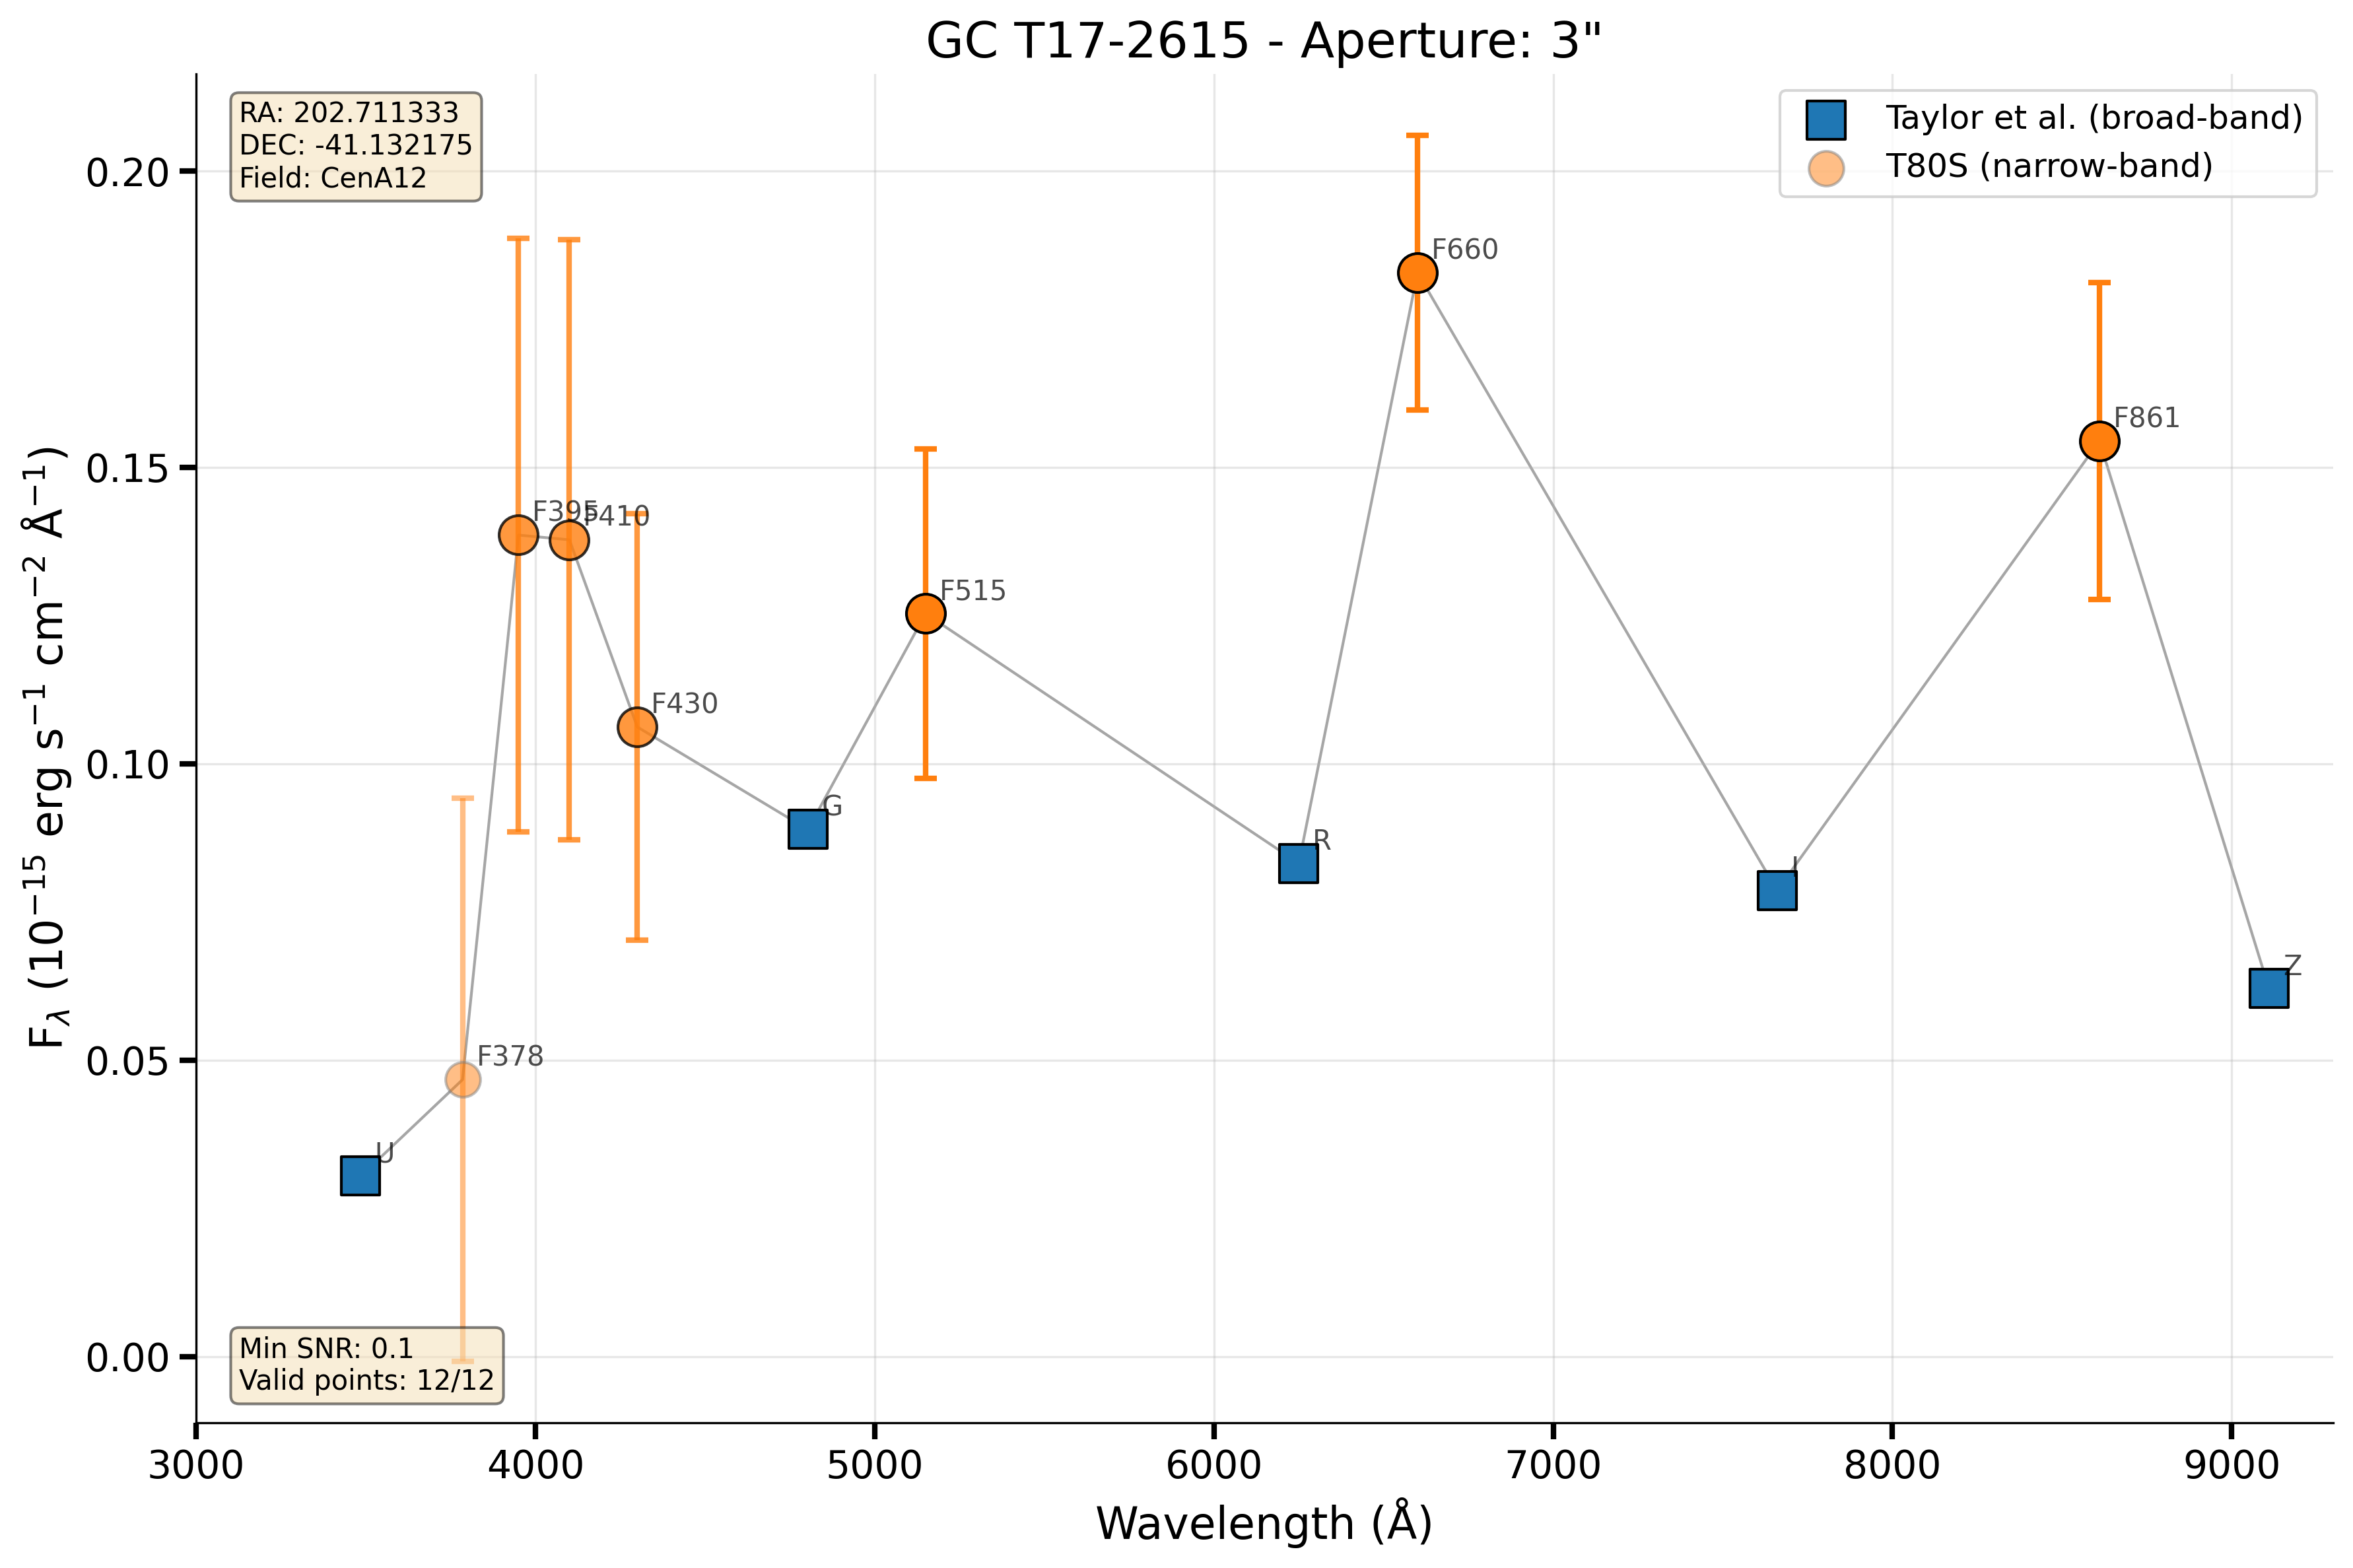 GC T17-2615 - Aperture: 3"
RA: 202.711333
DEC: -41.132175
Field: CenA12
Taylor et al. (broad-band)
T80S (narrow-band)
F660
F861
F395
F410
F515
F430
G
R
I
Z
F378
U
Min SNR: 0.1
Valid points: 12/12
0.20
0.15
0.10
0.05
0.00
F_λ (10⁻¹⁵ erg s⁻¹ cm⁻² Å⁻¹)
3000 4000 5000 6000 7000 8000 9000
Wavelength (Å)